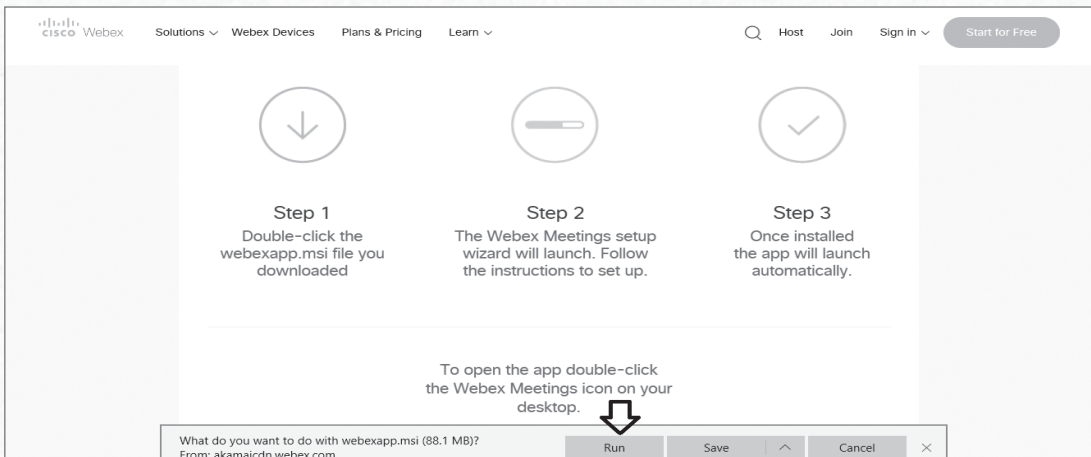 CISCO Webex Solutions Webex Devices Plans & Pricing Learn Host Join Sign in Start for Free
Step 1
Double-click the
webexapp.msi file you
downloaded
Step 2
The Webex Meetings setup
wizard will launch. Follow
the instructions to set up.
Step 3
Once installed
the app will launch
automatically.
To open the app double-click
the Webex Meetings icon on your
desktop.
What do you want to do with webexapp.msi (88.1 MB)?
From: akamaicdn.webex.com
Run Save Cancel